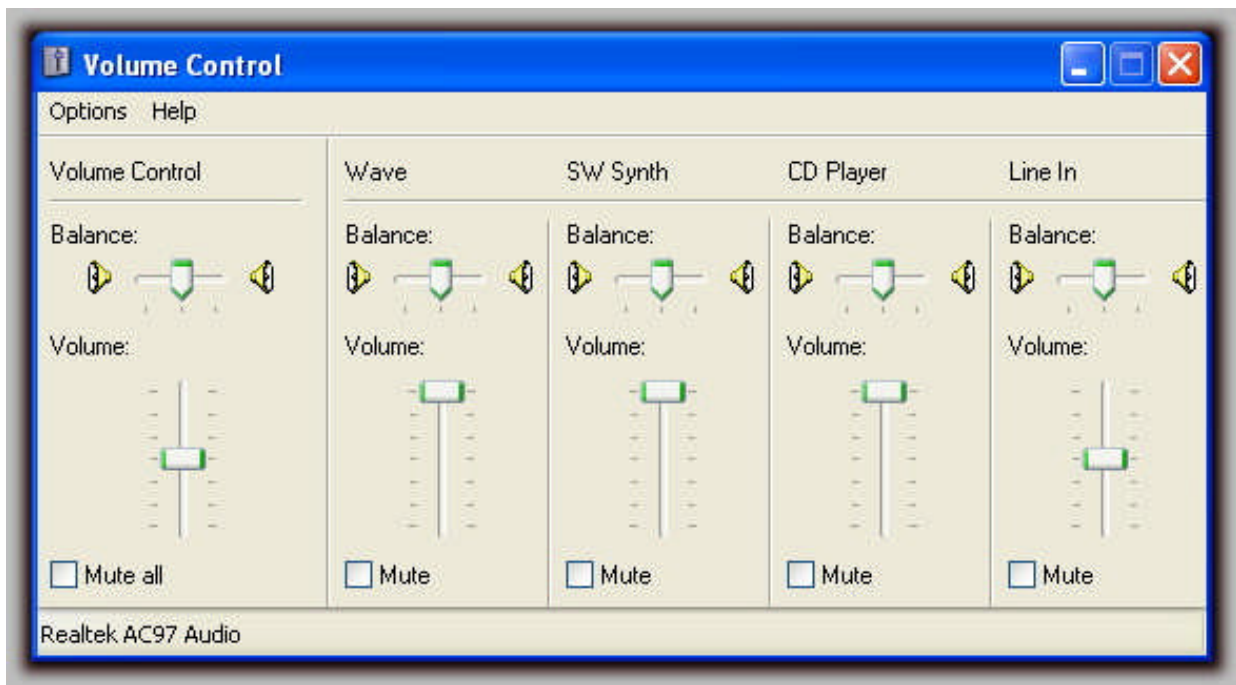 Volume Control
Options Help
Volume Control Wave SW Synth CD Player Line In
Balance: Balance: Balance: Balance: Balance:
Volume: Volume: Volume: Volume: Volume:
Mute all Mute Mute Mute Mute
Realtek AC97 Audio